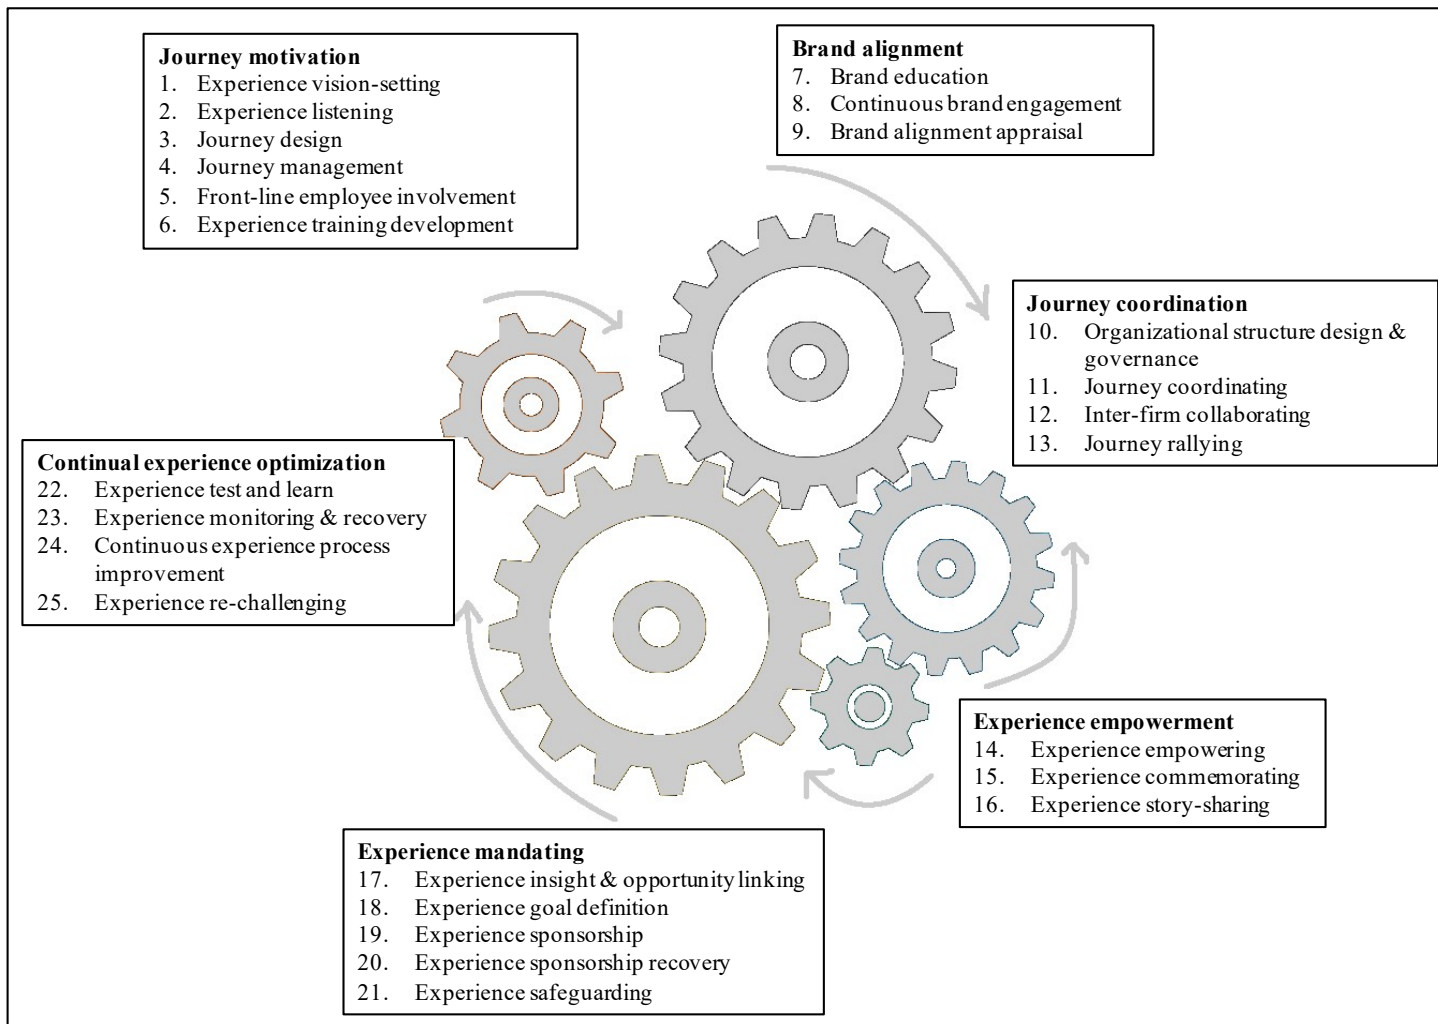 Journey motivation
1. Experience vision-setting
2. Experience listening
3. Journey design
4. Journey management
5. Front-line employee involvement
6. Experience training development
Brand alignment
7. Brand education
8. Continuous brand engagement
9. Brand alignment appraisal
Journey coordination
10. Organizational structure design &
governance
11. Journey coordinating
12. Inter-firm collaborating
13. Journey rallying
Experience empowerment
14. Experience empowering
15. Experience commemorating
16. Experience story-sharing
Experience mandating
17. Experience insight & opportunity linking
18. Experience goal definition
19. Experience sponsorship
20. Experience sponsorship recovery
21. Experience safeguarding
Continual experience optimization
22. Experience test and learn
23. Experience monitoring & recovery
24. Continuous experience process
improvement
25. Experience re-challenging